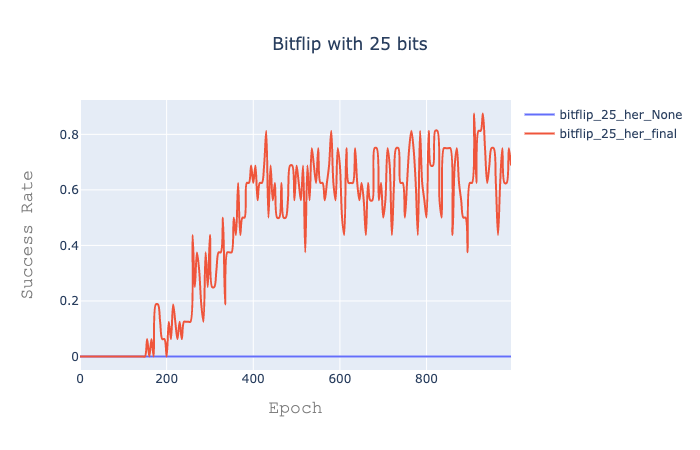 Bitflip with 25 bits
bitflip_25_her_None
bitflip_25_her_final
Success Rate
0.8
0.6
0.4
0.2
0
0 200 400 600 800
Epoch